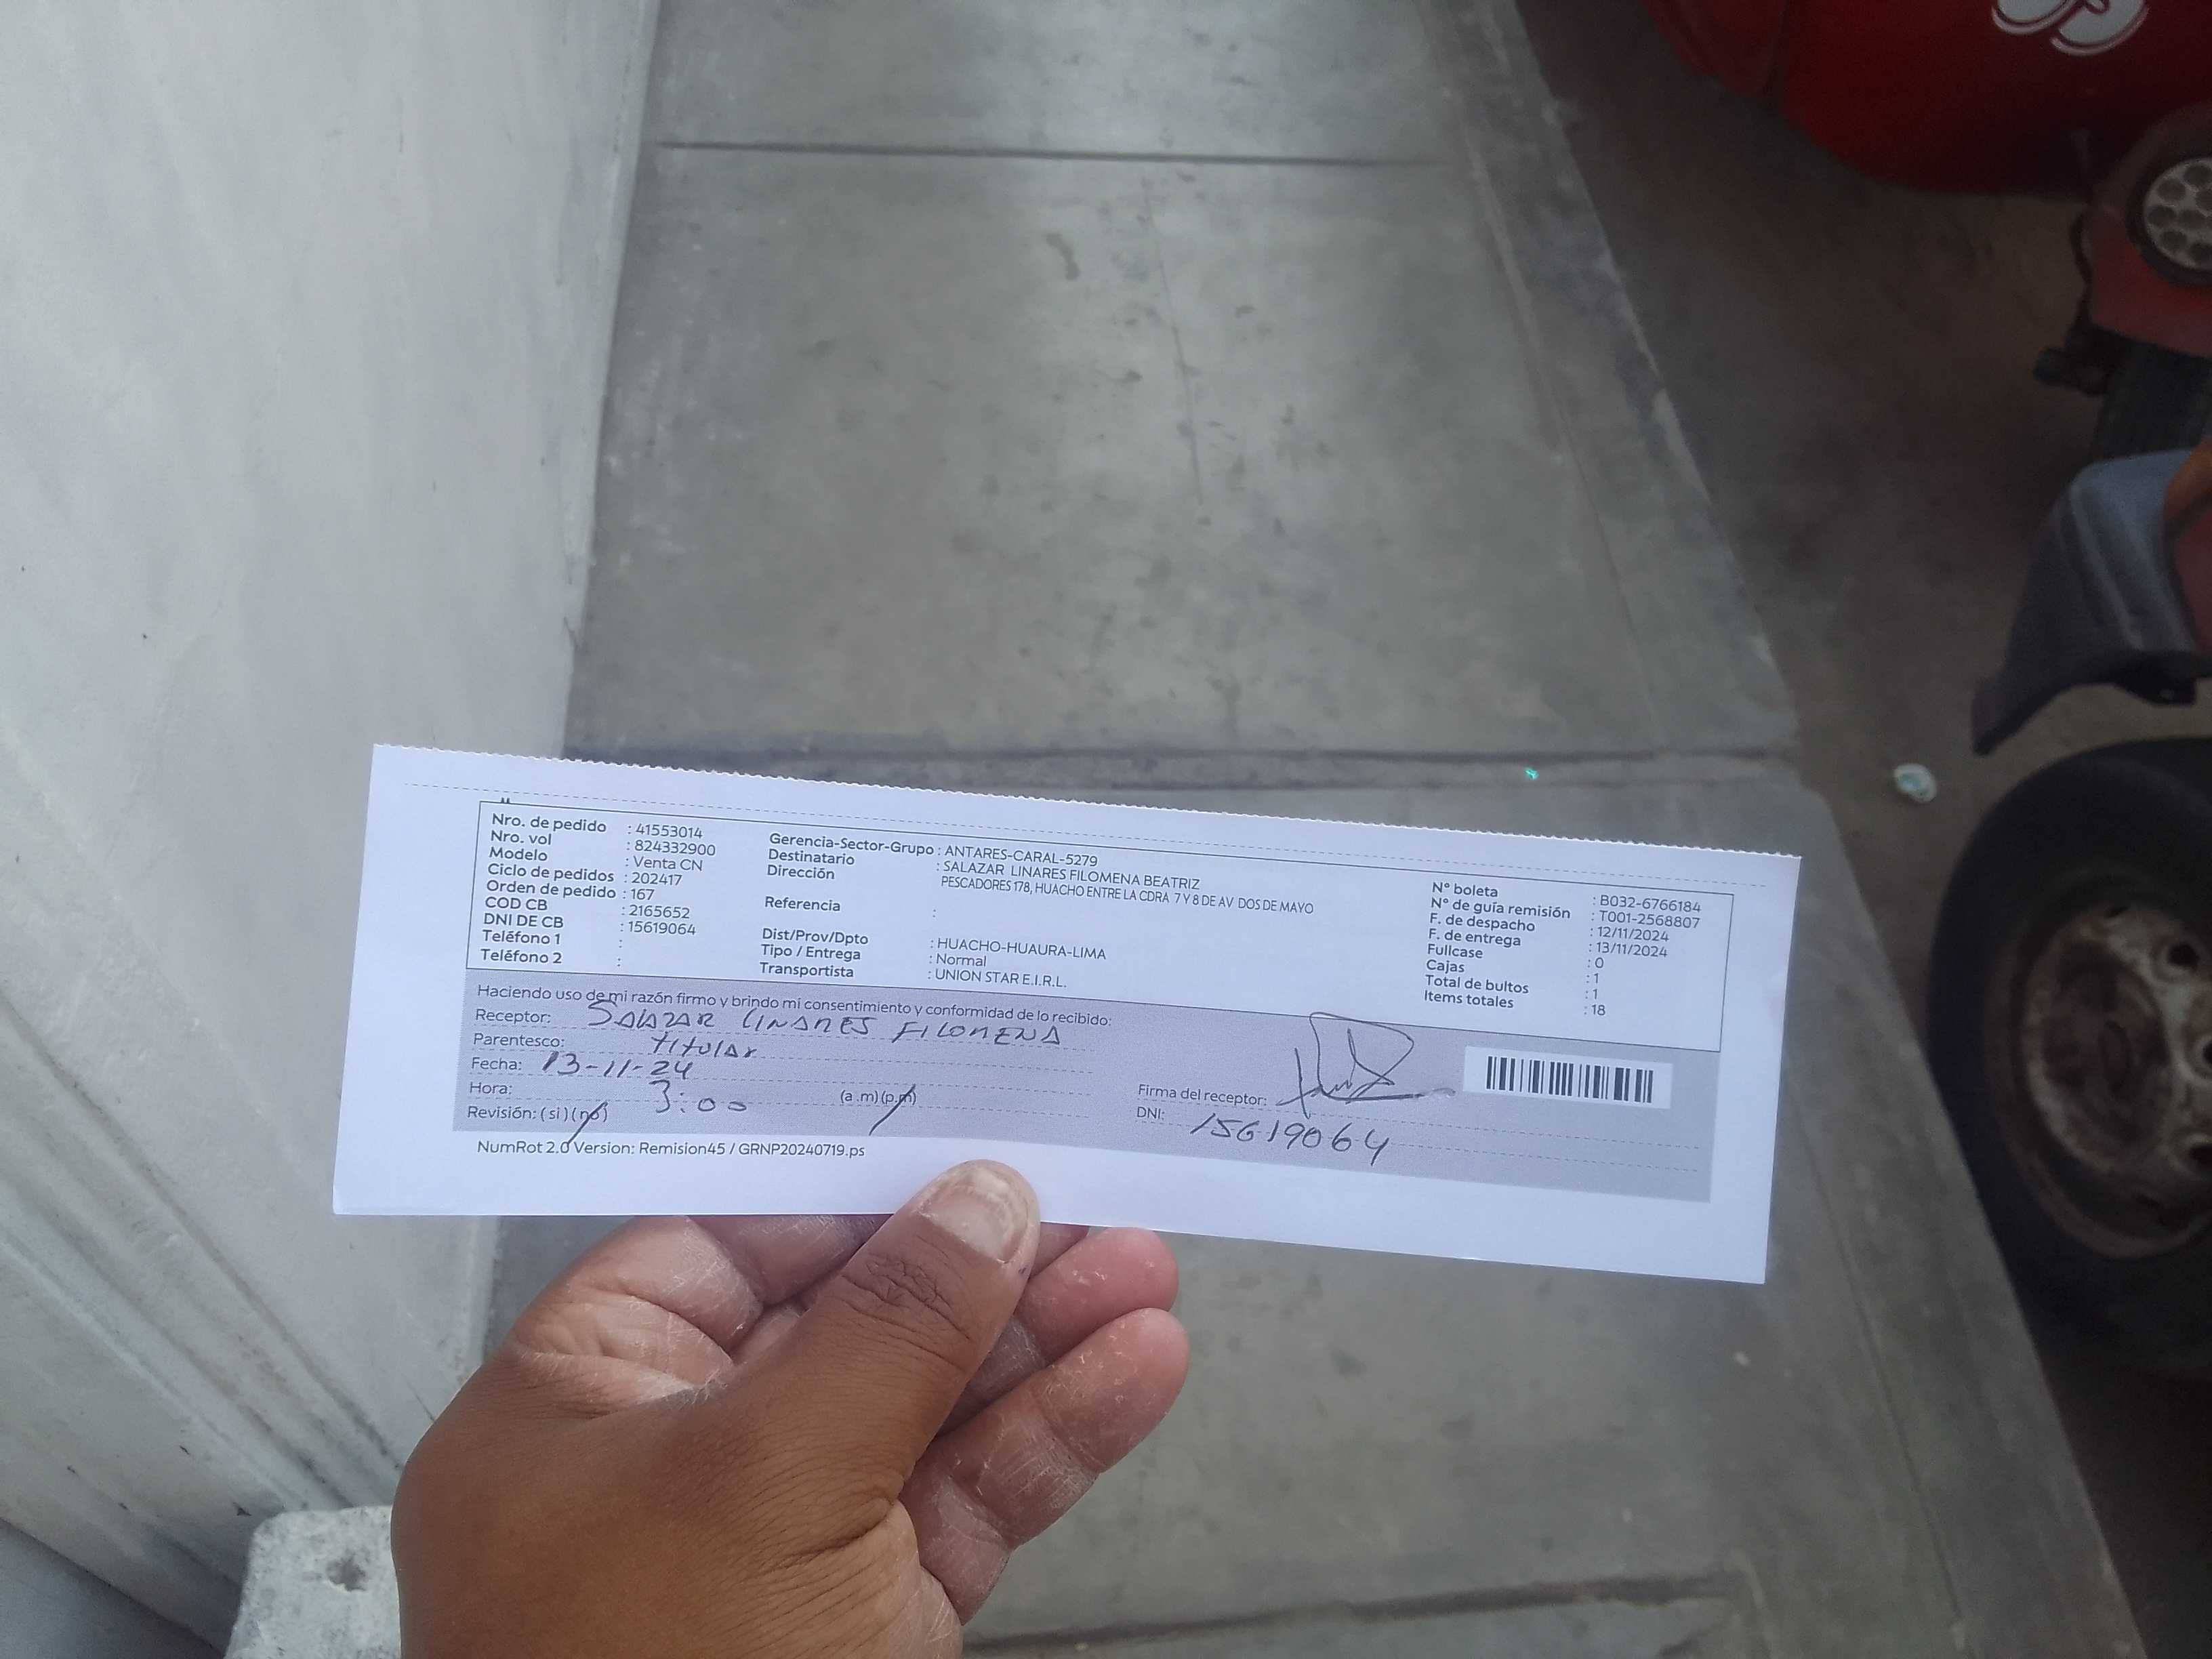 Nro. de pedido : 41553014
Nro. vol : 824332900
Modelo : Venta CN
Ciclo de pedidos : 202417
Orden de pedido : 167
COD CB : 2165652
DNI DE CB : 15619064
Teléfono 1 :
Teléfono 2 :
Gerencia-Sector-Grupo : ANTARES-CARAL-5279
Destinatario : SALAZAR LINARES FILOMENA BEATRIZ
Dirección PESCADORES 178, HUACHO ENTRE LA CDRA 7 Y 8 DE AV DOS DE MAYO
Referencia :
Dist/Prov/Dpto : HUACHO-HUAURA-LIMA
Tipo / Entrega : Normal
Transportista : UNION STAR E.I.R.L.
N° boleta : B032-6766184
N° de guía remisión : T001-2568807
F. de despacho : 12/11/2024
F. de entrega : 13/11/2024
Fullcase : 0
Cajas : 1
Total de bultos : 1
Items totales : 18
Haciendo uso de mi razón firmo y brindo mi consentimiento y conformidad de lo recibido:
Receptor: SALAZAR LINARES FILOMENA
Parentesco: titular
Fecha: 13-11-24
Hora: 3:00 (a.m) (p.m)
Revisión: (si) (no)
Firma del receptor:
DNI: 15619064
NumRot 2.0 Version: Remision45 / GRNP20240719.ps